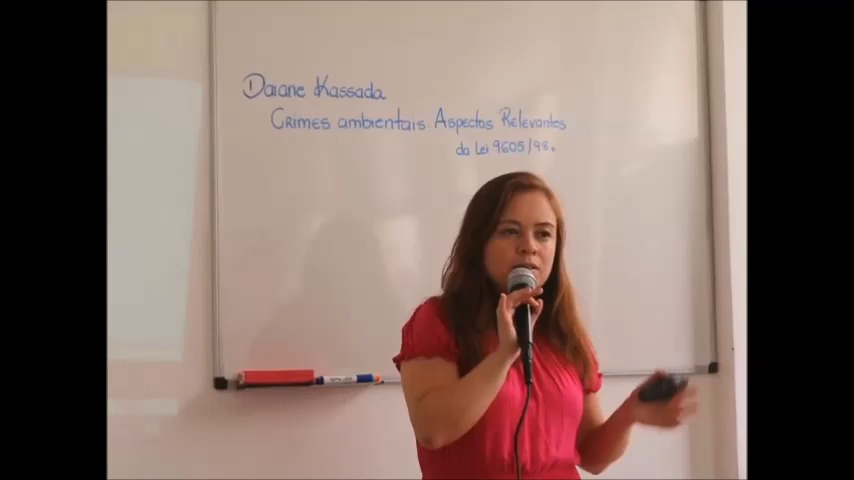 Daiane Kassada
Crimes ambientais Aspectos Relevantes
da Lei 9605/98.